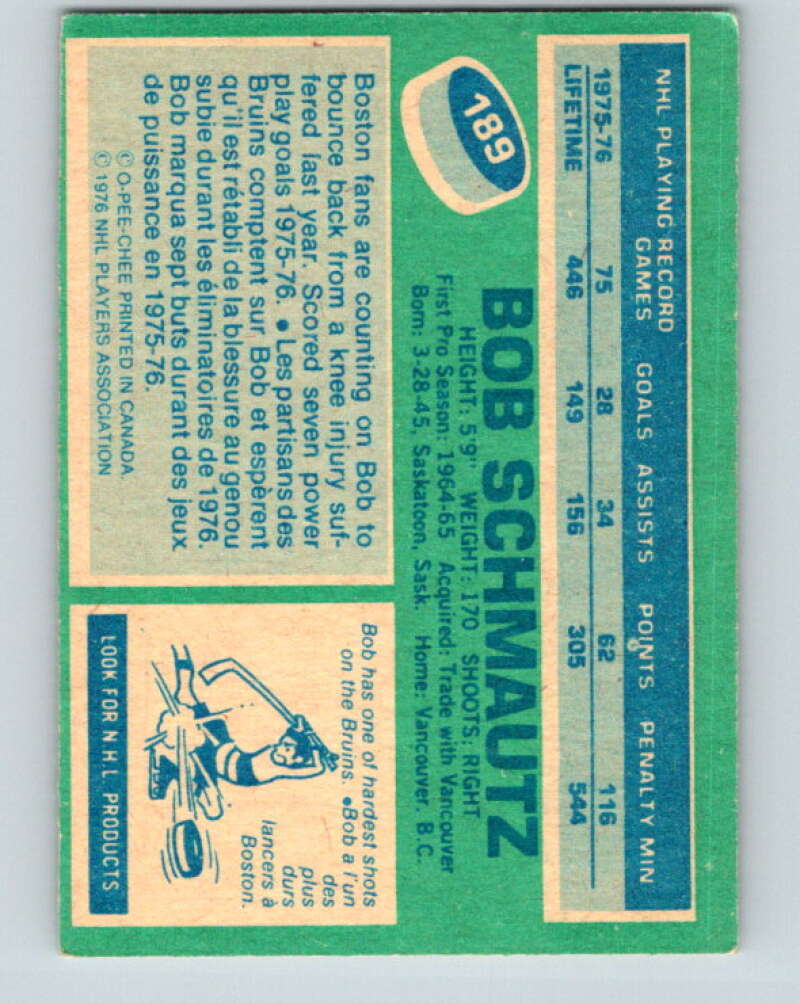 NHL PLAYING RECORD
GAMES GOALS ASSISTS POINTS PENALTY MIN
1975-76 75 28 34 62 116
LIFETIME 446 149 156 305 544
189
BOB SCHMAUTZ
HEIGHT: 5'9" WEIGHT: 170 SHOOTS: RIGHT
First Pro Season: 1964-65 Acquired: Trade with Vancouver
Born: 3-28-45, Saskatoon, Sask. Home: Vancouver, B.C.
Boston fans are counting on Bob to
bounce back from a knee injury suf-
fered last year. Scored seven power
play goals 1975-76. • Les partisans des
Bruins comptent sur Bob et espèrent
qu'il est rétabli de la blessure au genou
subie durant les éliminatoires de 1976.
Bob marqua sept buts durant des jeux
de puissance en 1975-76.
© O-PEE-CHEE PRINTED IN CANADA.
© 1976 NHL PLAYERS ASSOCIATION
Bob has one of hardest shots
on the Bruins. •Bob a l'un
des
plus
durs
lancers à
Boston.
LOOK FOR N.H.L. PRODUCTS